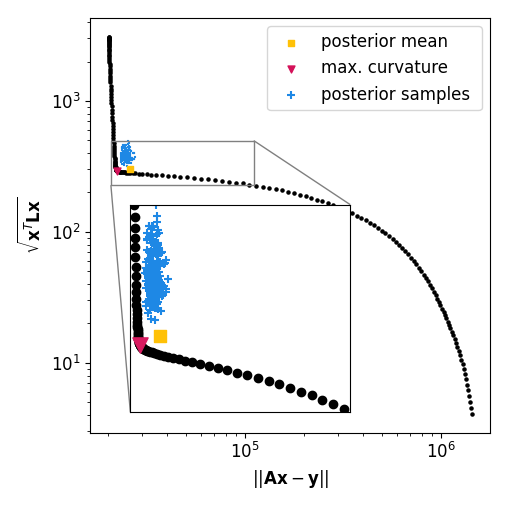 posterior mean
max. curvature
posterior samples
10³
10²
10¹
√xᵀLx
10⁵
10⁶
||Ax − y||